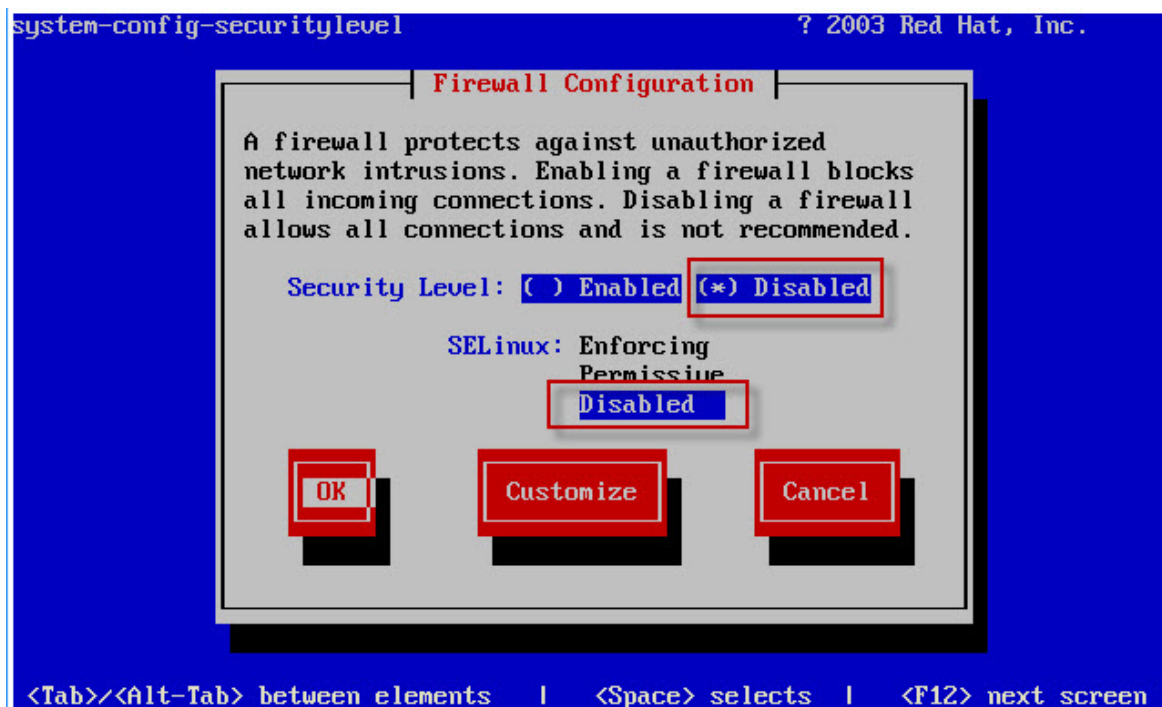 system-config-securitylevel ? 2003 Red Hat, Inc.
Firewall Configuration
A firewall protects against unauthorized
network intrusions. Enabling a firewall blocks
all incoming connections. Disabling a firewall
allows all connections and is not recommended.
Security Level: ( ) Enabled (*) Disabled
SELinux: Enforcing
Permissive
Disabled
OK Customize Cancel
<Tab>/<Alt-Tab> between elements | <Space> selects | <F12> next screen